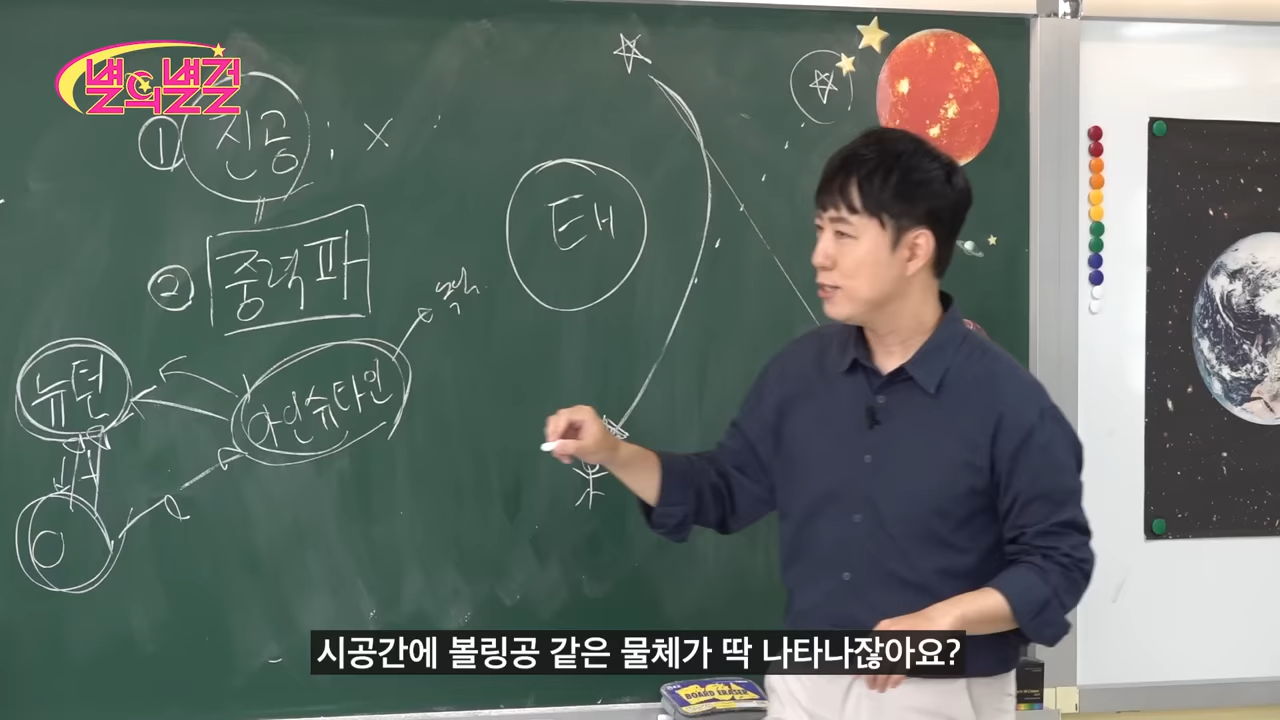 별의별걸
① 진공 ; X
② 중력파
태
뉴턴
아인슈타인
시공간에 볼링공 같은 물체가 딱 나타나잖아요?
BOARD ERASER